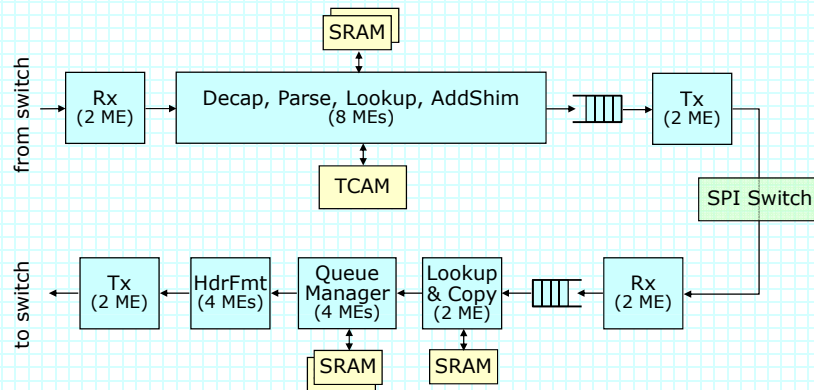 SRAM
from switch
Rx
(2 ME)
Decap, Parse, Lookup, AddShim
(8 MEs)
Tx
(2 ME)
TCAM
SPI Switch
to switch
Tx
(2 ME)
HdrFmt
(4 MEs)
Queue
Manager
(4 MEs)
Lookup
& Copy
(2 ME)
Rx
(2 ME)
SRAM
SRAM